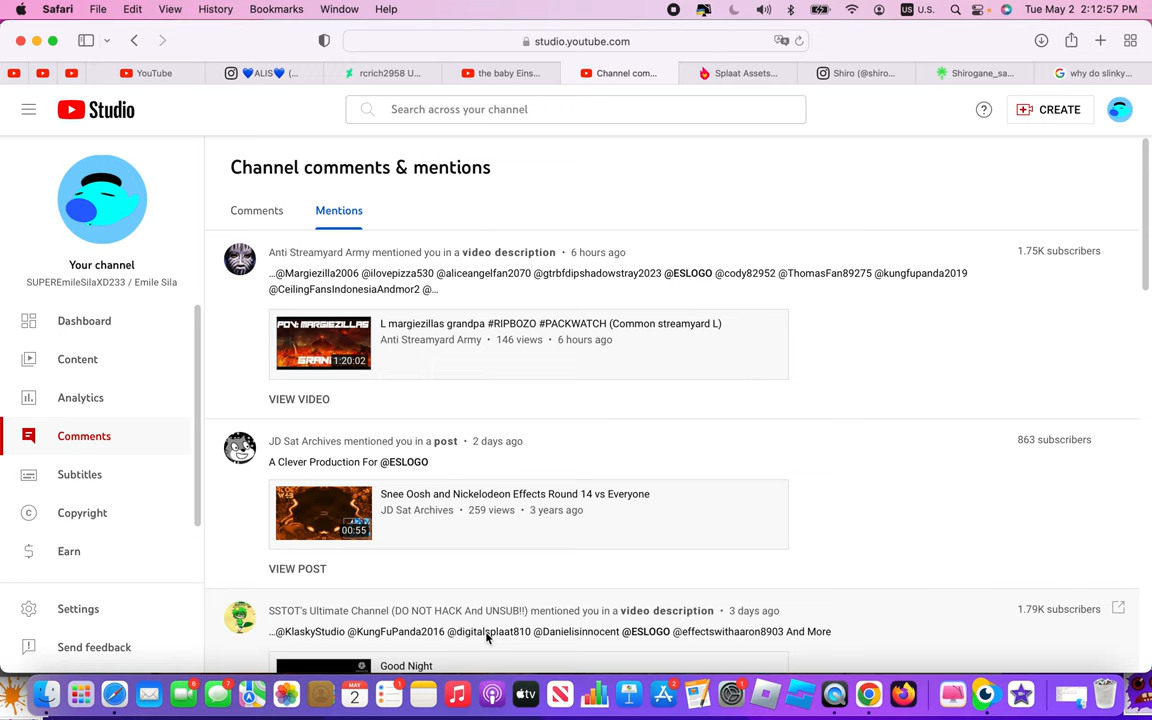 Safari File Edit View History Bookmarks Window Help U.S. Tue May 2 2:12:57 PM
studio.youtube.com
YouTube 💙ALIS💙 (... rcrich2958 U... the baby Eins... Channel com... Splaat Assets... Shiro (@shiro... Shirogane_sa... why do slinky...
Studio
Search across your channel
CREATE
Channel comments & mentions
Comments Mentions
Your channel
SUPEREmileSilaXD233 / Emile Sila
Dashboard
Content
Analytics
Comments
Subtitles
Copyright
Earn
Settings
Send feedback
Anti Streamyard Army mentioned you in a video description • 6 hours ago 1.75K subscribers
...@Margiezilla2006 @ilovepizza530 @aliceangelfan2070 @gtrbfdipshadowstray2023 @ESLOGO @cody82952 @ThomasFan89275 @kungfupanda2019
@CeilingFansIndonesiaAndmor2 @...
L margiezillas grandpa #RIPBOZO #PACKWATCH (Common streamyard L)
Anti Streamyard Army • 146 views • 6 hours ago
1:20:02
VIEW VIDEO
JD Sat Archives mentioned you in a post • 2 days ago 863 subscribers
A Clever Production For @ESLOGO
Snee Oosh and Nickelodeon Effects Round 14 vs Everyone
JD Sat Archives • 259 views • 3 years ago
00:55
VIEW POST
SSTOT's Ultimate Channel (DO NOT HACK And UNSUB!!) mentioned you in a video description • 3 days ago 1.79K subscribers
...@KlaskyStudio @KungFuPanda2016 @digitalsplaat810 @Danielisinnocent @ESLOGO @effectswithaaron8903 And More
Good Night